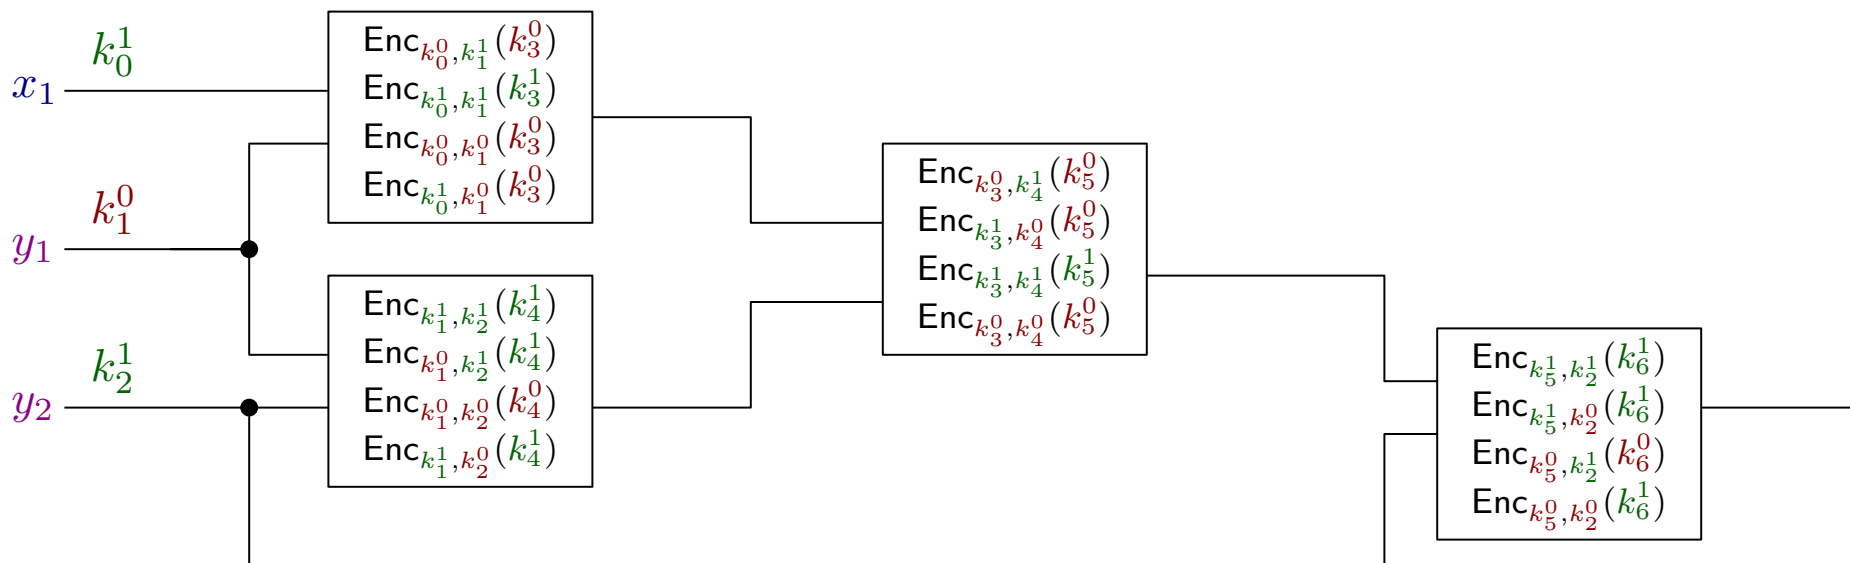 x_1
k_0^1
y_1
k_1^0
y_2
k_2^1
Enc_{k_0^0,k_1^1}(k_3^0)
Enc_{k_0^1,k_1^1}(k_3^1)
Enc_{k_0^0,k_1^0}(k_3^0)
Enc_{k_0^1,k_1^0}(k_3^0)
Enc_{k_1^1,k_2^1}(k_4^1)
Enc_{k_1^0,k_2^1}(k_4^1)
Enc_{k_1^0,k_2^0}(k_4^0)
Enc_{k_1^1,k_2^0}(k_4^1)
Enc_{k_3^0,k_4^1}(k_5^0)
Enc_{k_3^1,k_4^0}(k_5^0)
Enc_{k_3^1,k_4^1}(k_5^1)
Enc_{k_3^0,k_4^0}(k_5^0)
Enc_{k_5^1,k_2^1}(k_6^1)
Enc_{k_5^1,k_2^0}(k_6^1)
Enc_{k_5^0,k_2^1}(k_6^0)
Enc_{k_5^0,k_2^0}(k_6^1)